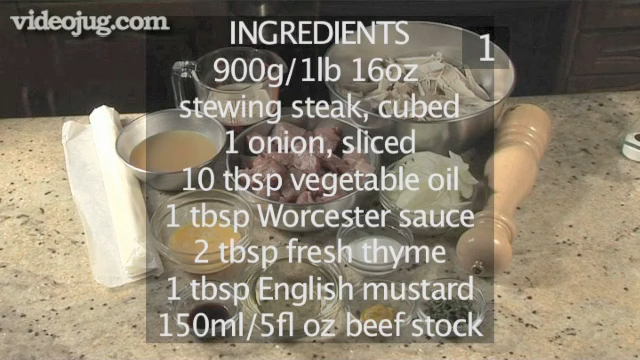 videojug.com
INGREDIENTS
1
900g/1lb 16oz
stewing steak, cubed
1 onion, sliced
10 tbsp vegetable oil
1 tbsp Worcester sauce
2 tbsp fresh thyme
1 tbsp English mustard
150ml/5fl oz beef stock